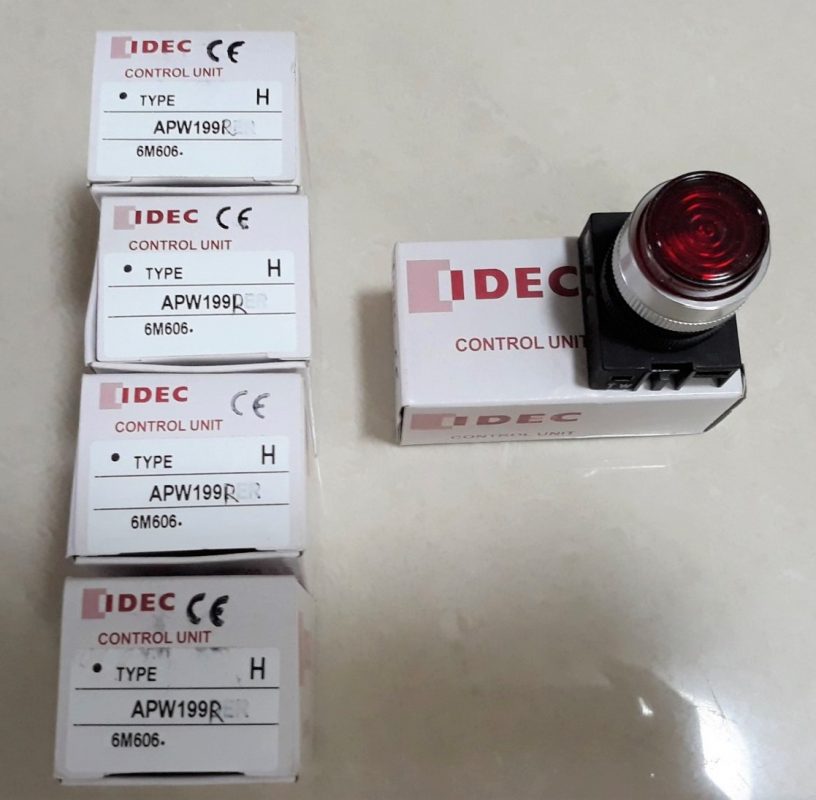 IDEC CE
CONTROL UNIT
• TYPE H
APW199R
6M606.
IDEC CE
CONTROL UNIT
• TYPE H
APW199R
6M606.
IDEC CE
CONTROL UNIT
• TYPE H
APW199R
6M606.
IDEC CE
CONTROL UNIT
• TYPE H
APW199R
6M606.
IDEC
CONTROL UNIT
IDEC
CONTROL UNIT